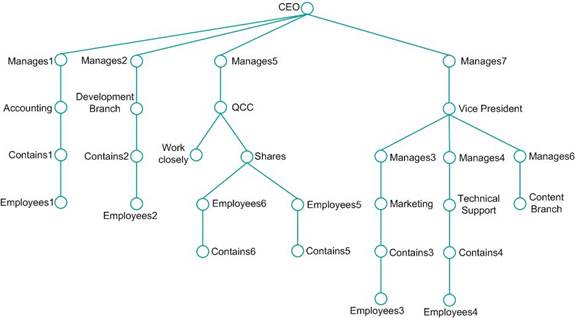 CEO
Manages1
Manages2
Manages5
Manages7
Accounting
Development
Branch
QCC
Vice President
Contains1
Contains2
Work
closely
Shares
Manages3
Manages4
Manages6
Employees1
Employees2
Employees6
Employees5
Marketing
Technical
Support
Content
Branch
Contains6
Contains5
Contains3
Contains4
Employees3
Employees4